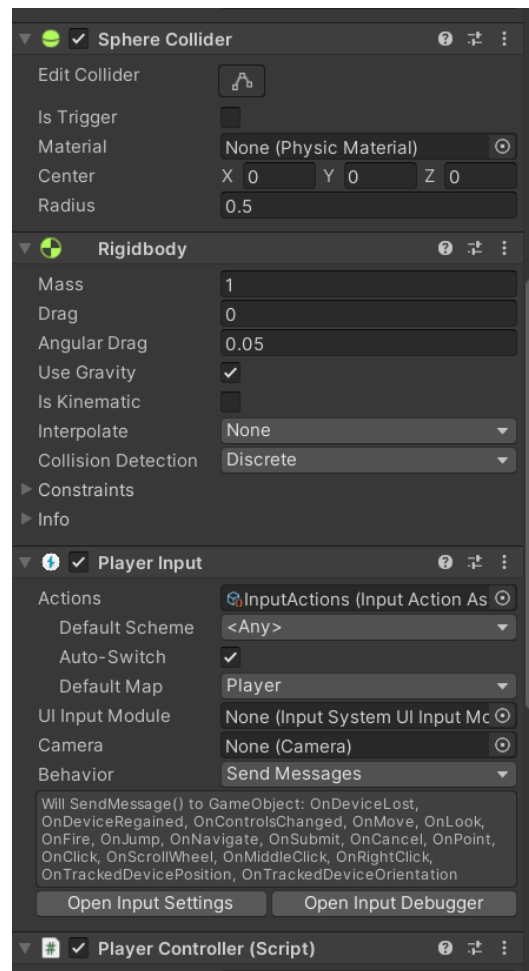 Sphere Collider
Edit Collider
Is Trigger
Material None (Physic Material)
Center X 0 Y 0 Z 0
Radius 0.5
Rigidbody
Mass 1
Drag 0
Angular Drag 0.05
Use Gravity
Is Kinematic
Interpolate None
Collision Detection Discrete
Constraints
Info
Player Input
Actions InputActions (Input Action As
Default Scheme <Any>
Auto-Switch
Default Map Player
UI Input Module None (Input System UI Input Mc
Camera None (Camera)
Behavior Send Messages
Will SendMessage() to GameObject: OnDeviceLost,
OnDeviceRegained, OnControlsChanged, OnMove, OnLook,
OnFire, OnJump, OnNavigate, OnSubmit, OnCancel, OnPoint,
OnClick, OnScrollWheel, OnMiddleClick, OnRightClick,
OnTrackedDevicePosition, OnTrackedDeviceOrientation
Open Input Settings Open Input Debugger
# Player Controller (Script)